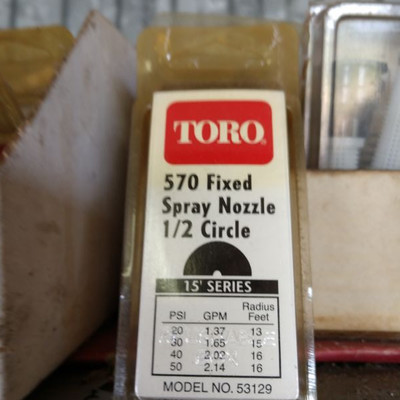 TORO
570 Fixed
Spray Nozzle
1/2 Circle
15' SERIES
PSI GPM Radius Feet
20 1.37 13
30 1.65 15
40 2.03 16
50 2.14 16
MODEL NO. 53129